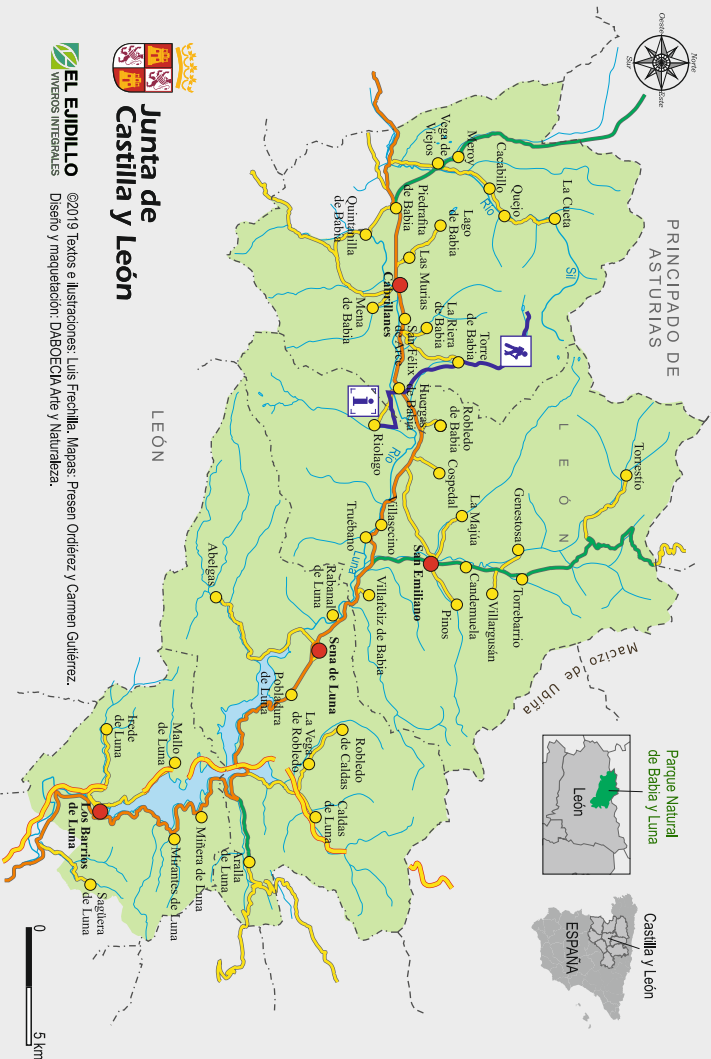 Norte
Este
Sur
Oeste
PRINCIPADO DE
ASTURIAS
LEÓN
LEÓN
Macizo de Ubiña
La Cueta
Quejo
Cacabillo
Meroy
Vega de
Viejos
Río
Sil
Lago
de Babia
Piedrafita
de Babia
Quintanilla
de Babia
Las Murias
Cabrillanes
Mena
de Babia
La Riera
de Babia
San Félix
de Arce
Torre
de Babia
Huergas
de Babia
Riolago
Robledo
de Babia
Cospedal
Río
Luna
La Majúa
Torrestío
Genestosa
Torrebarrio
Villargusán
Candemuela
San Emiliano
Pinos
Villasecino
Truébano
Villafeliz de Babia
Rabanal
de Luna
Abelgas
Sena de Luna
Pobladura
de Luna
La Vega
de Robledo
Robledo
de Caldas
Caldas
de Luna
Mallo
de Luna
Irede
de Luna
Los Barrios
de Luna
Miñera de Luna
Mirantes de Luna
Aralla
de Luna
Sagüera
de Luna
Parque Natural
de Babia y Luna
León
Castilla y León
ESPAÑA
0 5 km
i
Junta de
Castilla y León
EL EJIDILLO
VIVEROS INTEGRALES
©2019 Textos e ilustraciones: Luis Frechilla. Mapas: Presen Ordiérez y Carmen Gutiérrez.
Diseño y maquetación: DABOECIA Arte y Naturaleza.